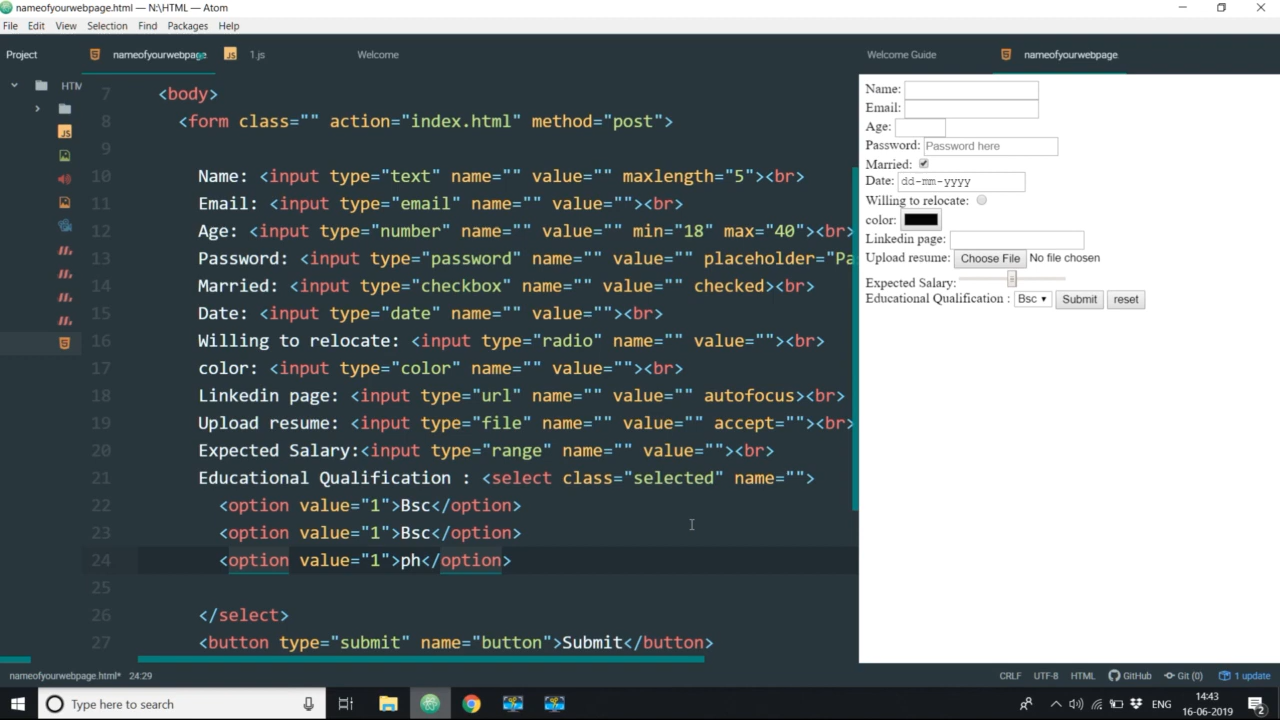 nameofyourwebpage.html — N:\HTML — Atom
File Edit View Selection Find Packages Help
Project nameofyourwebpage 1.js Welcome Welcome Guide nameofyourwebpage
HTM
7 <body>
8 <form class="" action="index.html" method="post">
9
10 Name: <input type="text" name="" value="" maxlength="5"><br>
11 Email: <input type="email" name="" value=""><br>
12 Age: <input type="number" name="" value="" min="18" max="40"><br>
13 Password: <input type="password" name="" value="" placeholder="Pa
14 Married: <input type="checkbox" name="" value="" checked><br>
15 Date: <input type="date" name="" value=""><br>
16 Willing to relocate: <input type="radio" name="" value=""><br>
17 color: <input type="color" name="" value=""><br>
18 Linkedin page: <input type="url" name="" value="" autofocus><br>
19 Upload resume: <input type="file" name="" value="" accept=""><br>
20 Expected Salary:<input type="range" name="" value=""><br>
21 Educational Qualification : <select class="selected" name="">
22 <option value="1">Bsc</option>
23 <option value="1">Bsc</option>
24 <option value="1">ph</option>
25
26 </select>
27 <button type="submit" name="button">Submit</button>
Name:
Email:
Age:
Password: Password here
Married:
Date: dd-mm-yyyy
Willing to relocate:
color:
Linkedin page:
Upload resume: Choose File No file chosen
Expected Salary:
Educational Qualification : Bsc Submit reset
nameofyourwebpage.html* 24:29 CRLF UTF-8 HTML GitHub Git (0) 1 update
Type here to search ENG 14:43
16-06-2019 2